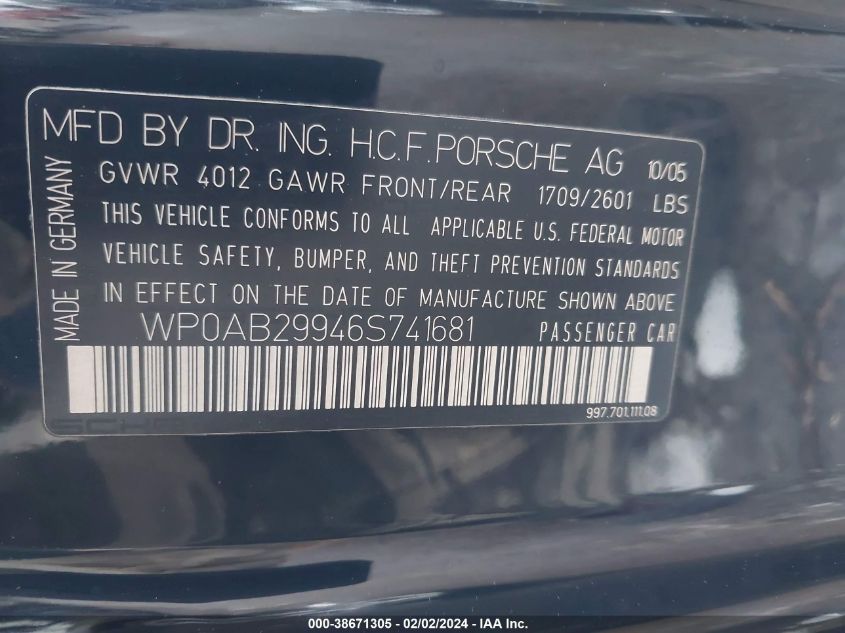 MFD BY DR. ING. H.C.F. PORSCHE AG 10/05
GVWR 4012 GAWR FRONT/REAR 1709/2601 LBS
THIS VEHICLE CONFORMS TO ALL APPLICABLE U.S. FEDERAL MOTOR
VEHICLE SAFETY, BUMPER, AND THEFT PREVENTION STANDARDS
IN EFFECT ON THE DATE OF MANUFACTURE SHOWN ABOVE
WP0AB29946S741681 PASSENGER CAR
997.701.111.08
MADE IN GERMANY
000-38671305 - 02/02/2024 - IAA Inc.